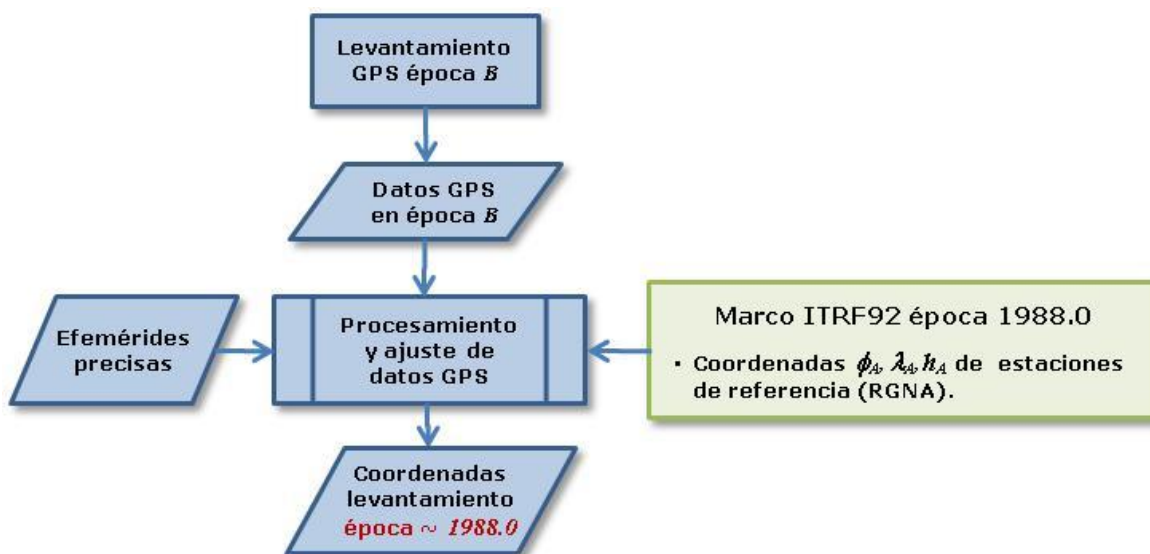 Levantamiento
GPS época B
Datos GPS
en época B
Efemérides
precisas
Procesamiento
y ajuste de
datos GPS
Marco ITRF92 época 1988.0
· Coordenadas ϕA, λA, hA de estaciones
de referencia (RGNA).
Coordenadas
levantamiento
época ~ 1988.0